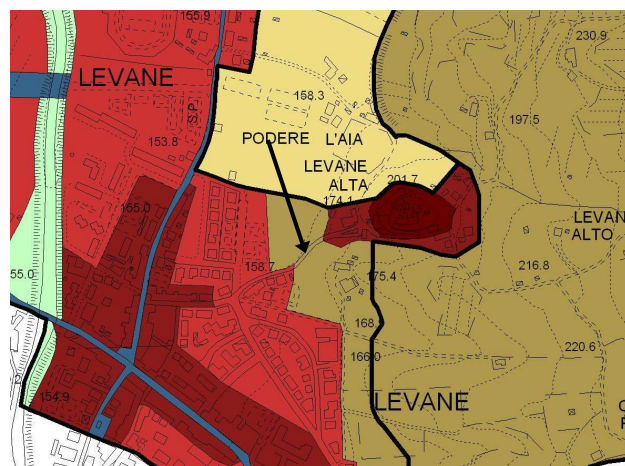 155.9
230.9
LEVANE
158.3
S.P.
197.5
153.8
PODERE L'AIA
LEVANE
ALTA
201.7
174.1
155.0
LEVAN
ALTO
158.7
216.8
55.0
175.4
168.
220.6
166.0
154.9
LEVANE